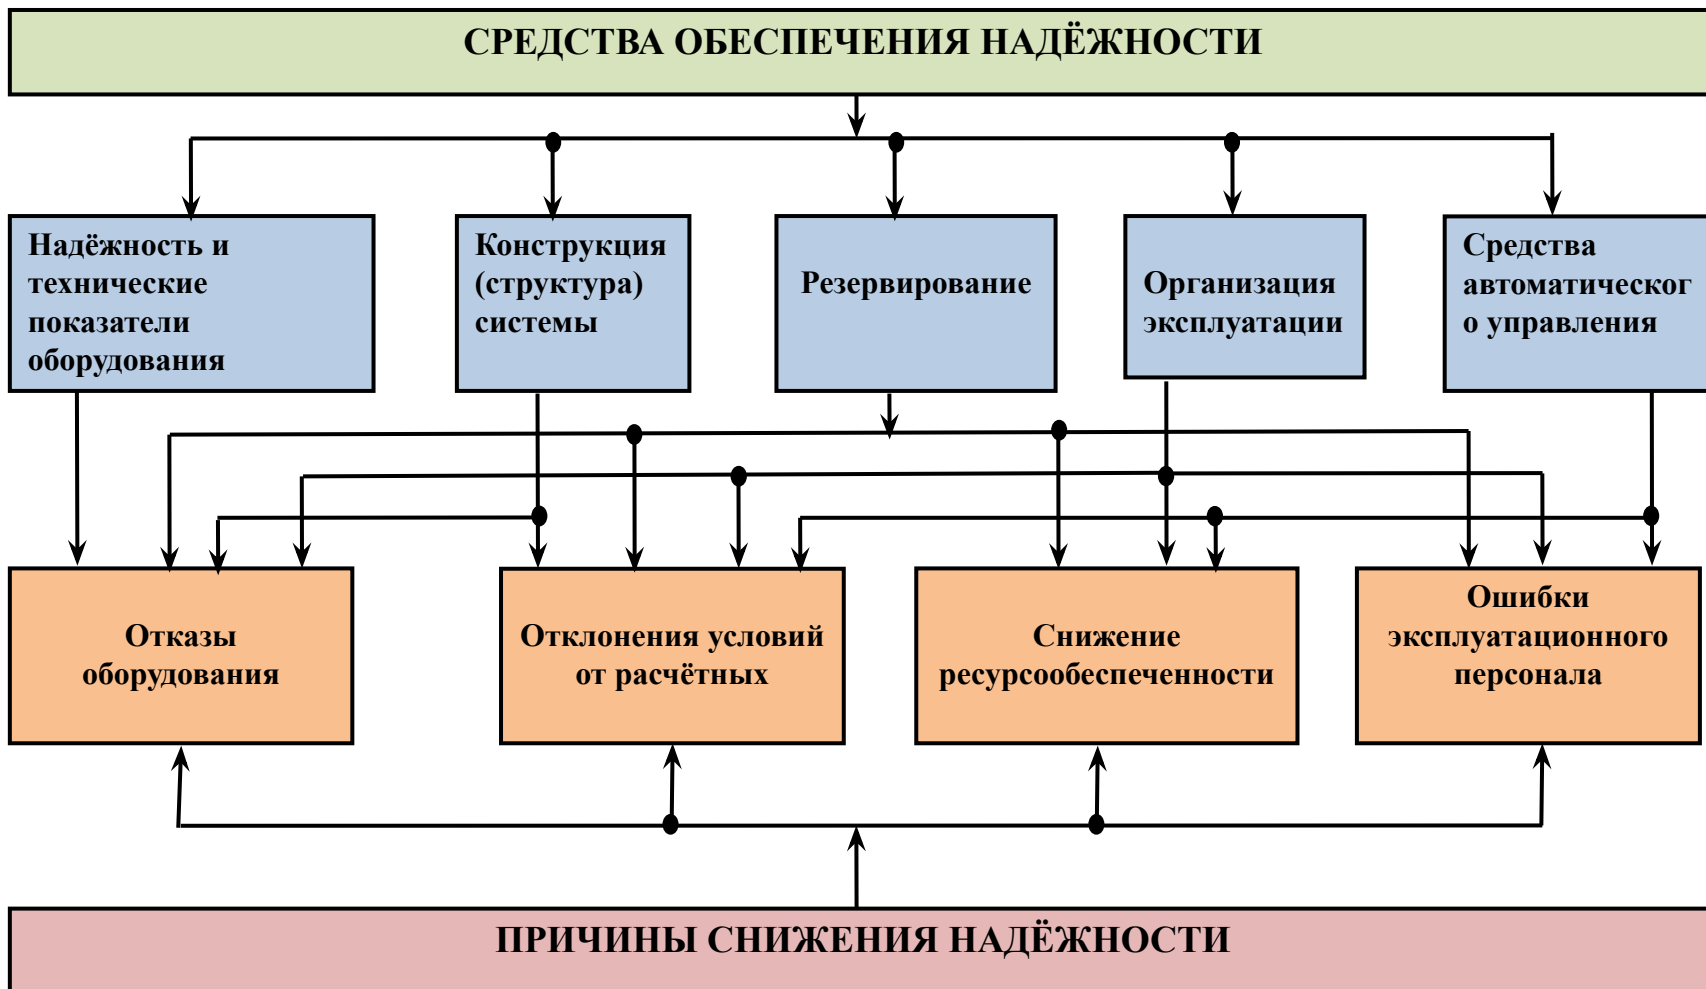 СРЕДСТВА ОБЕСПЕЧЕНИЯ НАДЁЖНОСТИ
Надёжность и
технические
показатели
оборудования
Конструкция
(структура)
системы
Резервирование
Организация
эксплуатации
Средства
автоматическог
о управления
Отказы
оборудования
Отклонения условий
от расчётных
Снижение
ресурсообеспеченности
Ошибки
эксплуатационного
персонала
ПРИЧИНЫ СНИЖЕНИЯ НАДЁЖНОСТИ